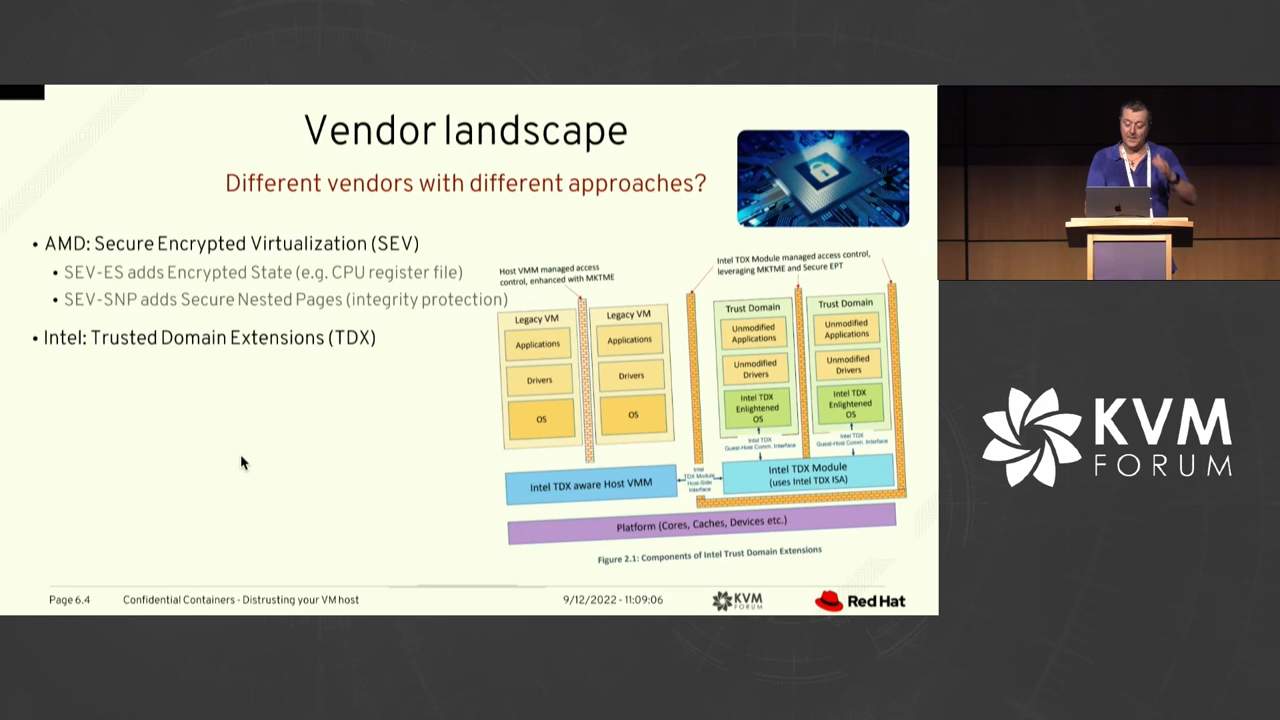 Vendor landscape
Different vendors with different approaches?
• AMD: Secure Encrypted Virtualization (SEV)
• SEV-ES adds Encrypted State (e.g. CPU register file)
• SEV-SNP adds Secure Nested Pages (integrity protection)
• Intel: Trusted Domain Extensions (TDX)
Host VMM managed access
control, enhanced with MKTME
Intel TDX Module managed access control,
leveraging MKTME and Secure EPT
Legacy VM
Applications
Drivers
OS
Legacy VM
Applications
Drivers
OS
Trust Domain
Unmodified
Applications
Unmodified
Drivers
Intel TDX
Enlightened
OS
Trust Domain
Unmodified
Applications
Unmodified
Drivers
Intel TDX
Enlightened
OS
Intel TDX
Guest-Host Comm. Interface
Intel TDX
Guest-Host Comm. Interface
Intel TDX aware Host VMM
Intel
TDX Module
Host-Side
Interface
Intel TDX Module
(uses Intel TDX ISA)
Platform (Cores, Caches, Devices etc.)
Figure 2.1: Components of Intel Trust Domain Extensions
Page 6.4
Confidential Containers - Distrusting your VM host
9/12/2022 - 11:09:06
KVM
FORUM
Red Hat
KVM
FORUM